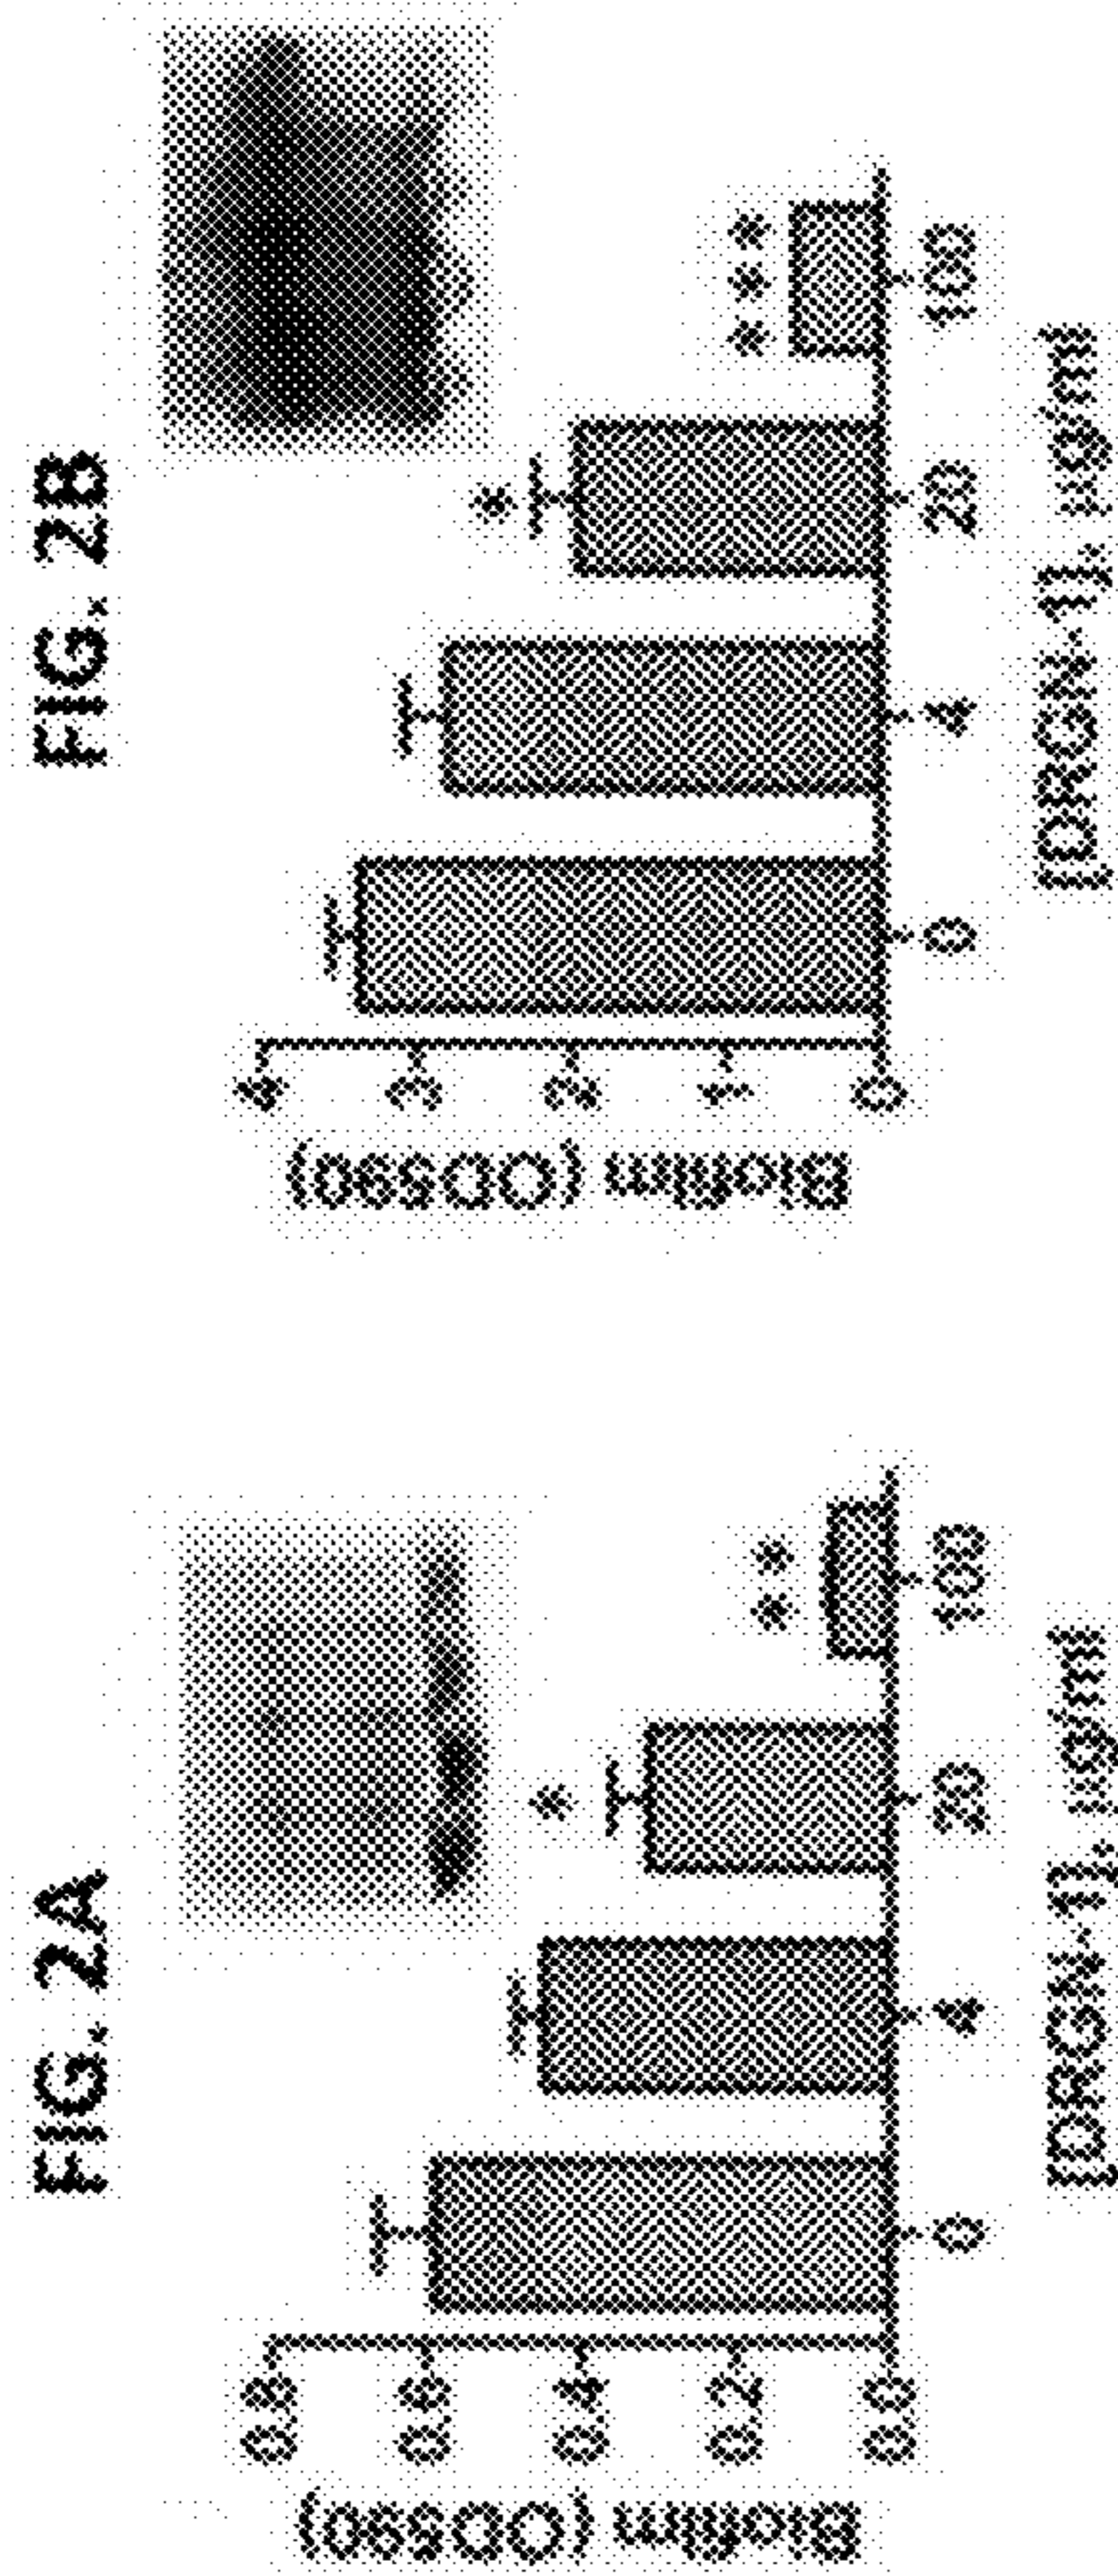 FIG. 2A
Biofilm (OD590)
0.8
0.6
0.4
0.2
0.0
*
* *
0 4 20 100
[DRGN-1], µg/ml
FIG. 2B
Biofilm (OD590)
4
3
2
1
0
*
* * *
0 4 20 100
[DRGN-1], µg/ml